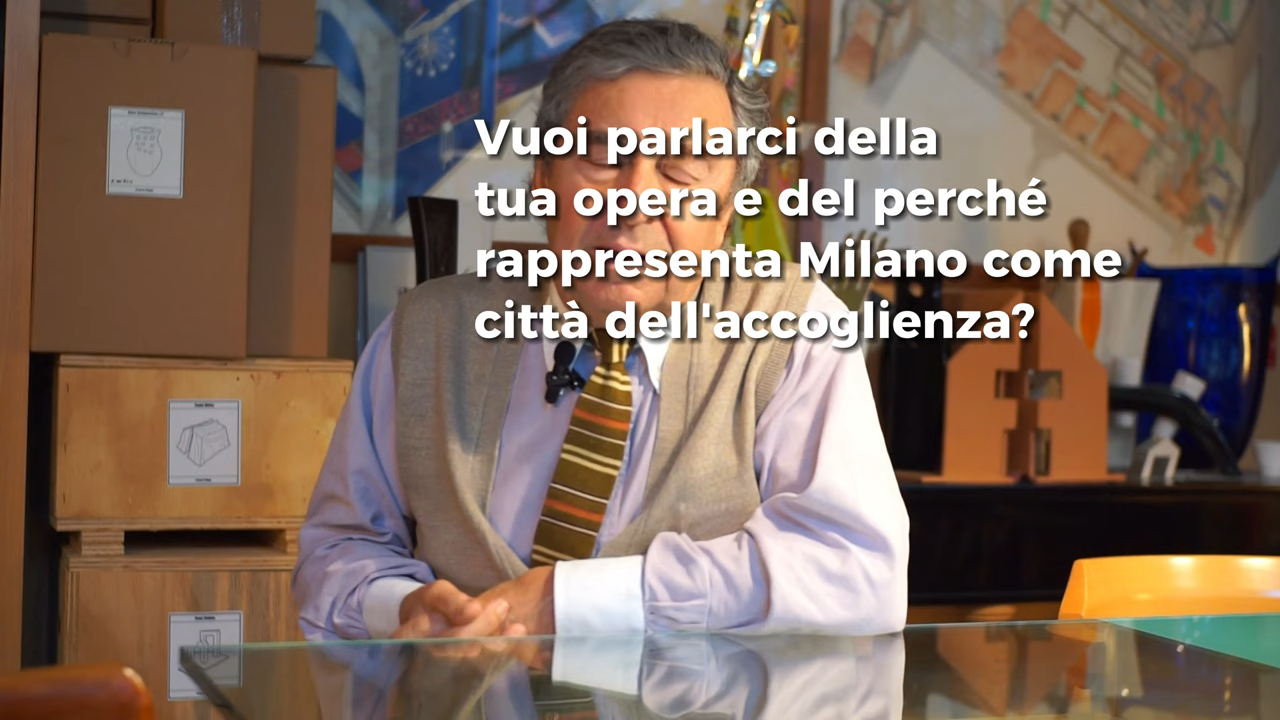 Vuoi parlarci della
tua opera e del perché
rappresenta Milano come
città dell'accoglienza?